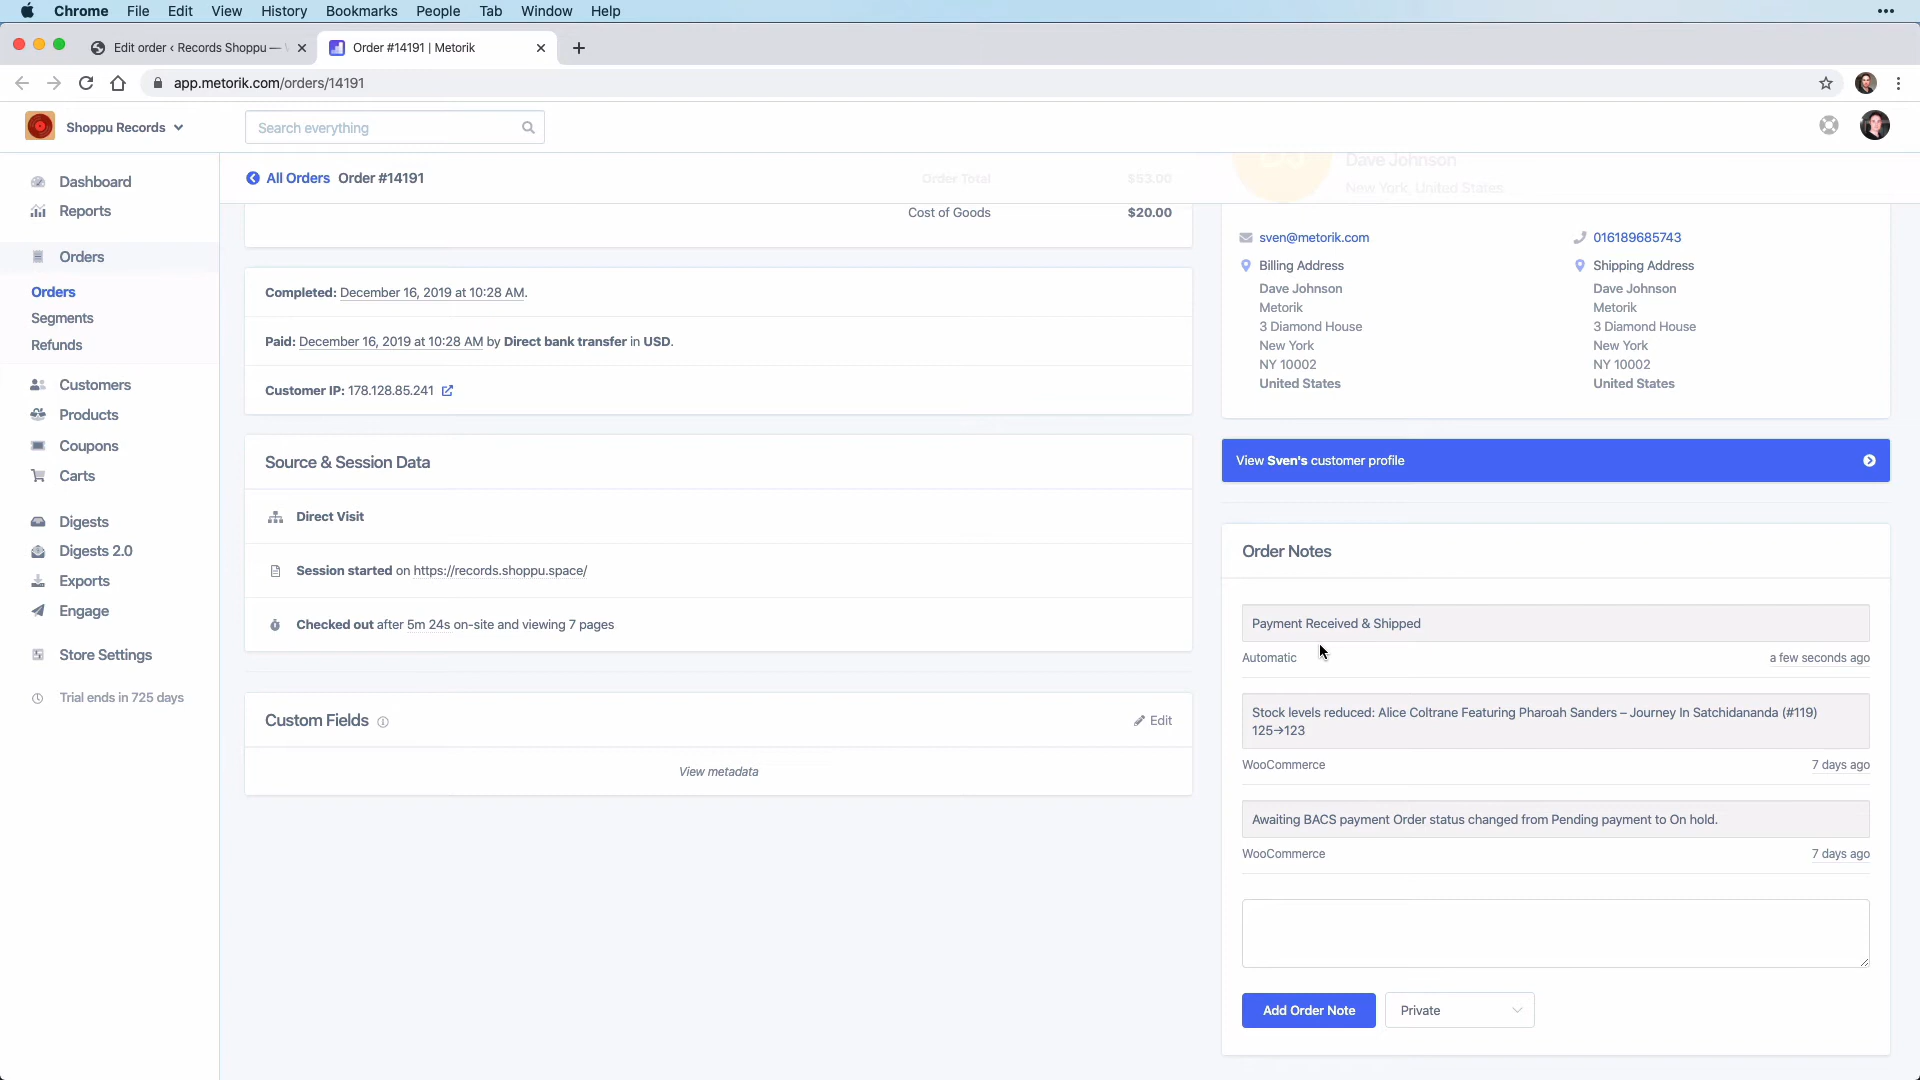 Chrome File Edit View History Bookmarks People Tab Window Help
Edit order ‹ Records Shoppu —
Order #14191 | Metorik
app.metorik.com/orders/14191
Shoppu Records
Search everything
Dashboard
Reports
Orders
Orders
Segments
Refunds
Customers
Products
Coupons
Carts
Digests
Digests 2.0
Exports
Engage
Store Settings
Trial ends in 725 days
All Orders Order #14191
Order Total $53.00
Cost of Goods $20.00
Completed: December 16, 2019 at 10:28 AM.
Paid: December 16, 2019 at 10:28 AM by Direct bank transfer in USD.
Customer IP: 178.128.85.241
Source & Session Data
Direct Visit
Session started on https://records.shoppu.space/
Checked out after 5m 24s on-site and viewing 7 pages
Custom Fields
Edit
View metadata
DJ
Dave Johnson
New York, United States
sven@metorik.com
016189685743
Billing Address
Dave Johnson
Metorik
3 Diamond House
New York
NY 10002
United States
Shipping Address
Dave Johnson
Metorik
3 Diamond House
New York
NY 10002
United States
View Sven's customer profile
Order Notes
Payment Received & Shipped
Automatic a few seconds ago
Stock levels reduced: Alice Coltrane Featuring Pharoah Sanders – Journey In Satchidananda (#119)
125→123
WooCommerce 7 days ago
Awaiting BACS payment Order status changed from Pending payment to On hold.
WooCommerce 7 days ago
Add Order Note
Private